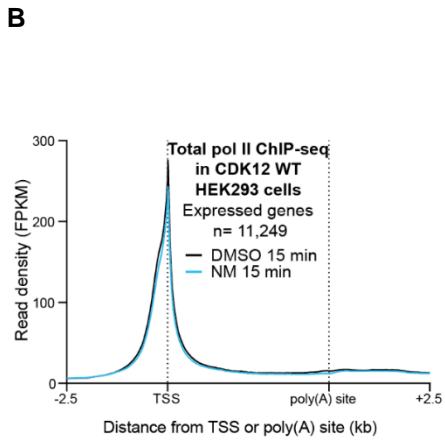 B
Total pol II ChIP-seq
in CDK12 WT
HEK293 cells
Expressed genes
n= 11,249
DMSO 15 min
NM 15 min
Read density (FPKM)
300
200
100
0
-2.5
TSS
poly(A) site
+2.5
Distance from TSS or poly(A) site (kb)